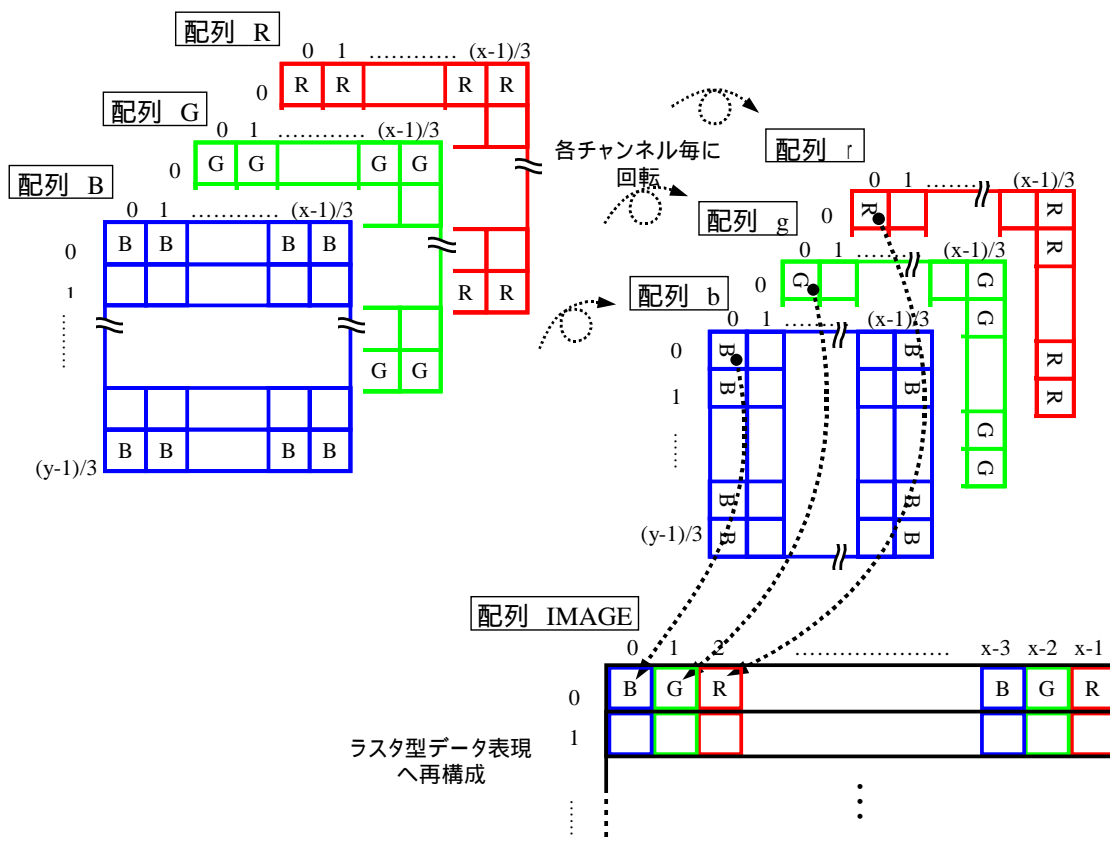 配列 R
0 1 ………… (x-1)/3
0 R R R R
R R
配列 G
0 1 ………… (x-1)/3
0 G G G G
G G
配列 B
0 1 ………… (x-1)/3
0 B B B B
1
………
(y-1)/3 B B B B
各チャンネル毎に
回転
配列 r
0 1 ……… (x-1)/3
0 R R
R
R
R
配列 g
0 1 ……… (x-1)/3
0 G G
G
G
G
配列 b
0 1 ……… (x-1)/3
0 B B
1 B B
………
B B
(y-1)/3 B B
配列 IMAGE
0 1 2 ………………… x-3 x-2 x-1
0 B G R B G R
1
ラスタ型データ表現
へ再構成
………